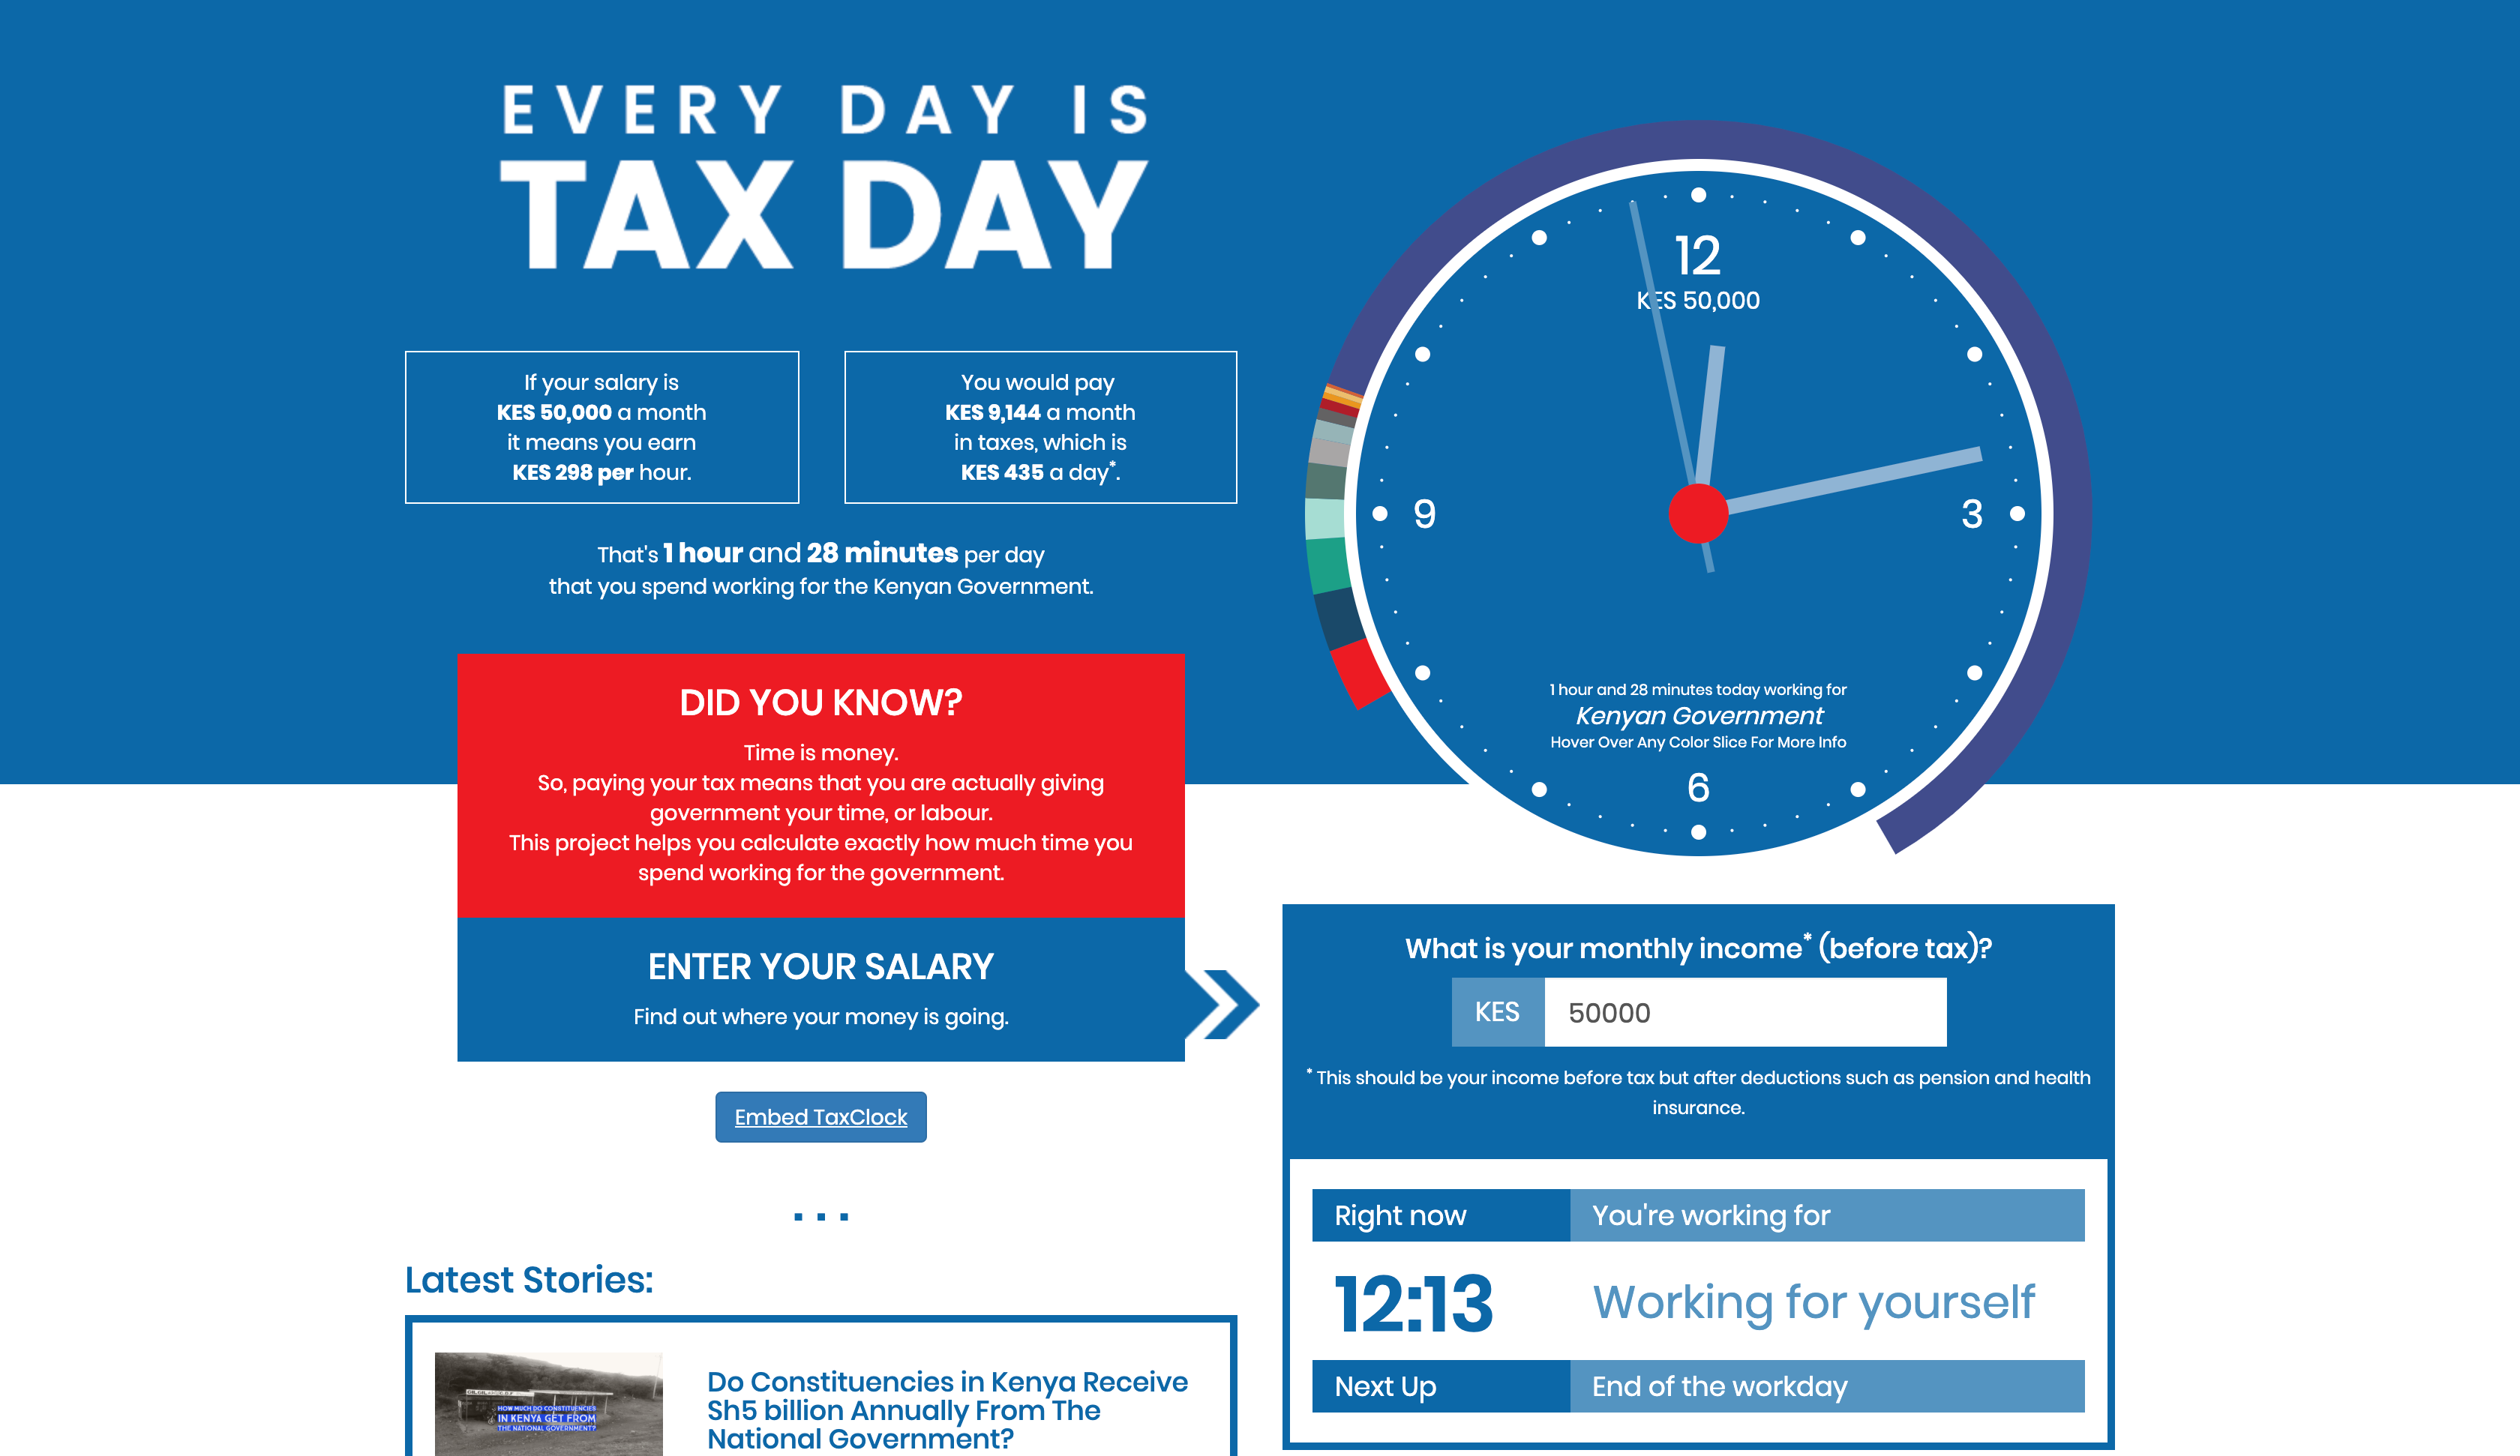 EVERY DAY IS
TAX DAY
If your salary is
KES 50,000 a month
it means you earn
KES 298 per hour.
You would pay
KES 9,144 a month
in taxes, which is
KES 435 a day*.
That's 1 hour and 28 minutes per day
that you spend working for the Kenyan Government.
DID YOU KNOW?
Time is money.
So, paying your tax means that you are actually giving
government your time, or labour.
This project helps you calculate exactly how much time you
spend working for the government.
ENTER YOUR SALARY
Find out where your money is going.
Embed TaxClock
...
Latest Stories:
HOW MUCH DO CONSTITUENCIES
IN KENYA GET FROM
THE NATIONAL GOVERNMENT?
Do Constituencies in Kenya Receive
Sh5 billion Annually From The
National Government?
12
KES 50,000
9
3
1 hour and 28 minutes today working for
Kenyan Government
Hover Over Any Color Slice For More Info
6
What is your monthly income* (before tax)?
KES
50000
* This should be your income before tax but after deductions such as pension and health
insurance.
Right now
You're working for
12:13
Working for yourself
Next Up
End of the workday